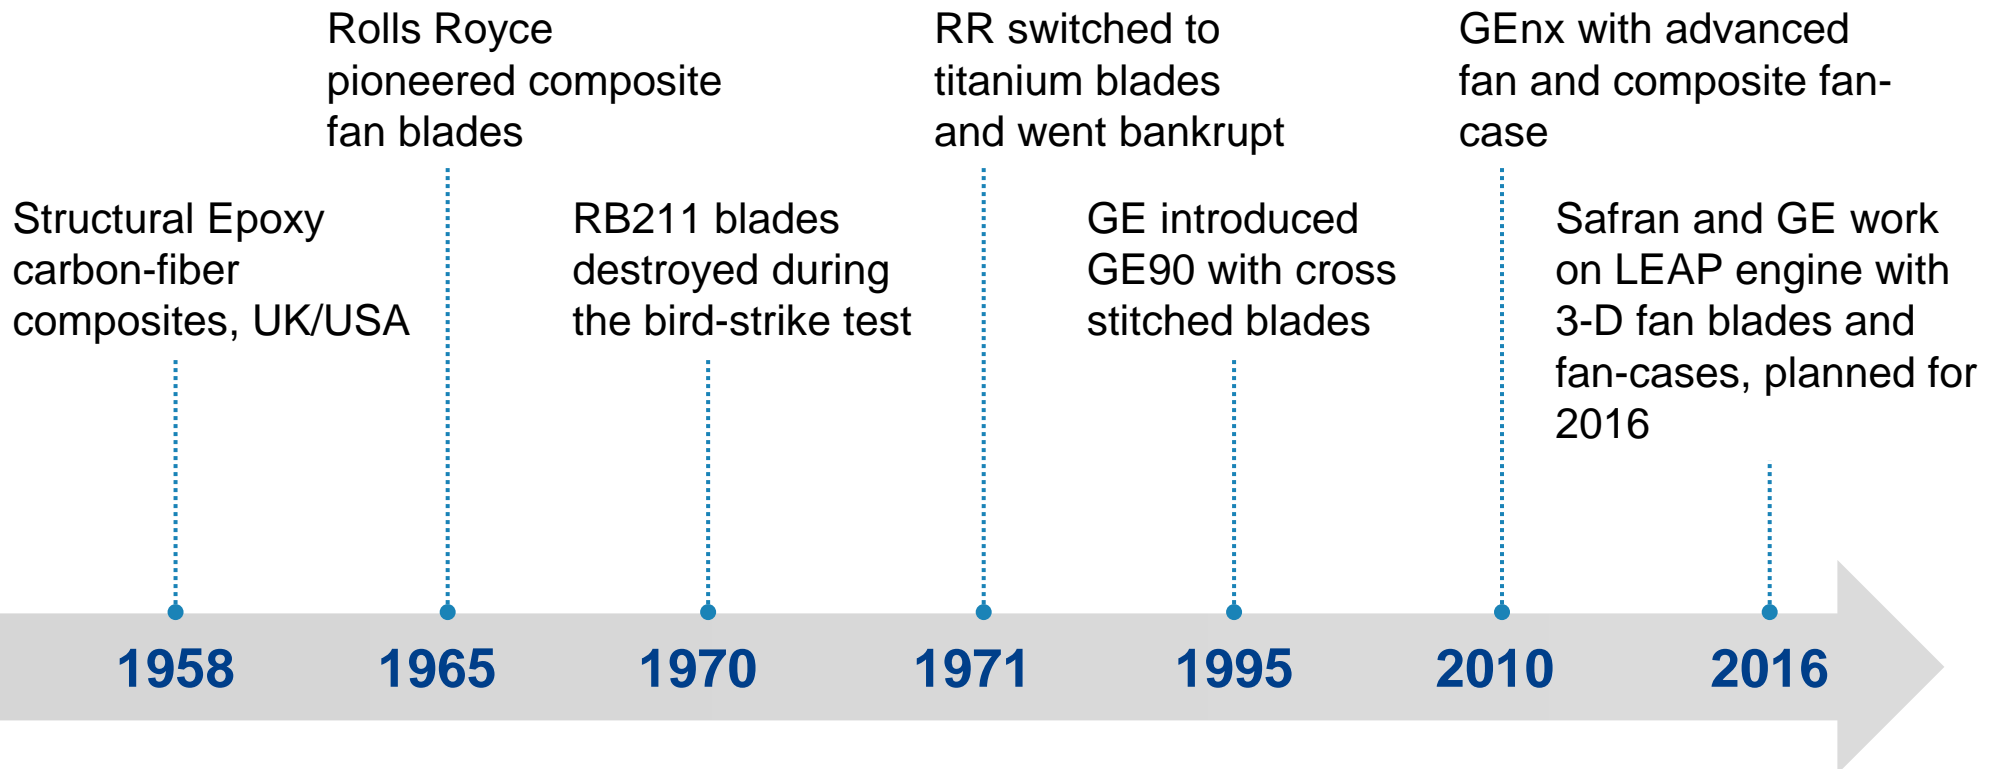 Rolls Royce
pioneered composite
fan blades
RR switched to
titanium blades
and went bankrupt
GEnx with advanced
fan and composite fan-
case
Structural Epoxy
carbon-fiber
composites, UK/USA
RB211 blades
destroyed during
the bird-strike test
GE introduced
GE90 with cross
stitched blades
Safran and GE work
on LEAP engine with
3-D fan blades and
fan-cases, planned for
2016
1958
1965
1970
1971
1995
2010
2016